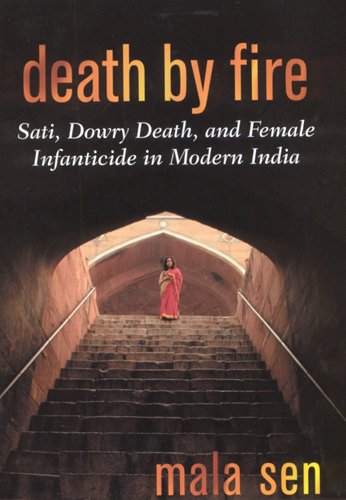 death by fire
Sati, Dowry Death, and Female
Infanticide in Modern India
mala sen